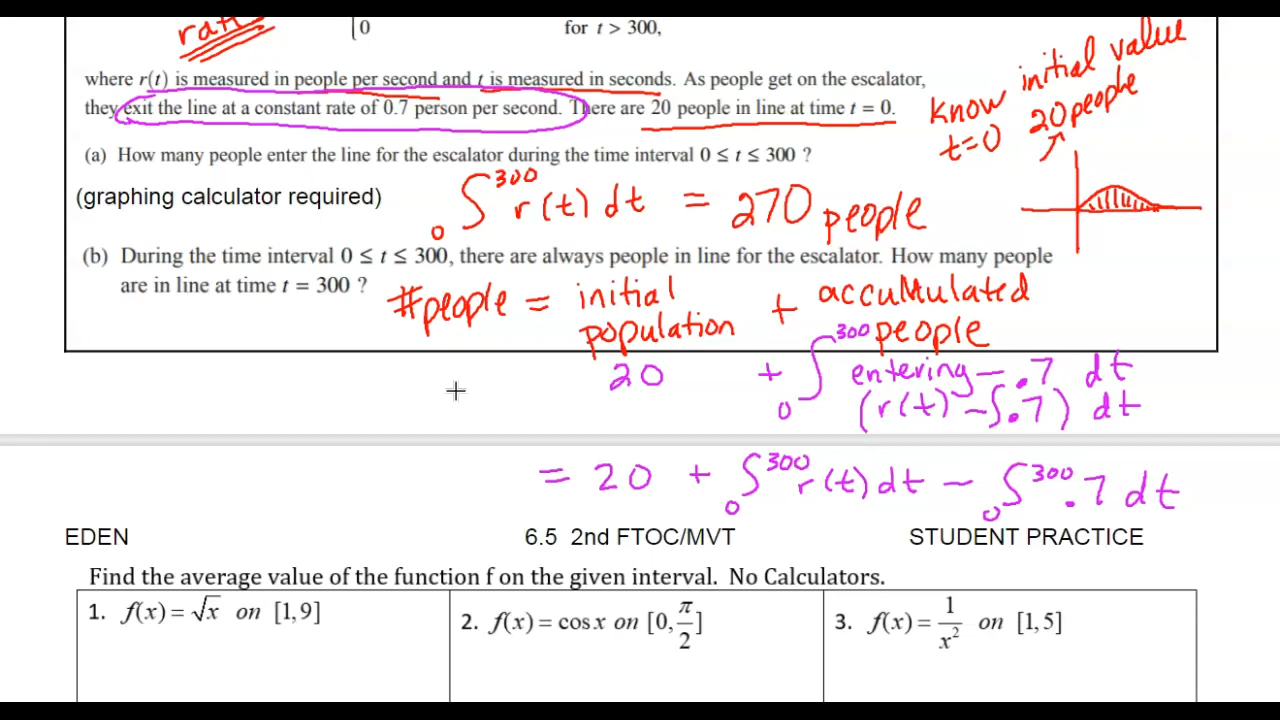 rate
{0 for t > 300,
where r(t) is measured in people per second and t is measured in seconds. As people get on the escalator,
they exit the line at a constant rate of 0.7 person per second. There are 20 people in line at time t = 0.
know initial value
t=0 20 people
(a) How many people enter the line for the escalator during the time interval 0 ≤ t ≤ 300 ?
(graphing calculator required)
∫₀³⁰⁰ r(t) dt = 270 people
(b) During the time interval 0 ≤ t ≤ 300, there are always people in line for the escalator. How many people
are in line at time t = 300 ?
#people = initial population + accumulated people
20 + ∫₀³⁰⁰ entering - .7 dt
(r(t) - .7) dt
= 20 + ∫₀³⁰⁰ r(t) dt - ∫₀³⁰⁰ .7 dt
EDEN 6.5 2nd FTOC/MVT STUDENT PRACTICE
Find the average value of the function f on the given interval. No Calculators.
1. f(x) = √x on [1,9]
2. f(x) = cos x on [0, π/2]
3. f(x) = 1/x² on [1,5]